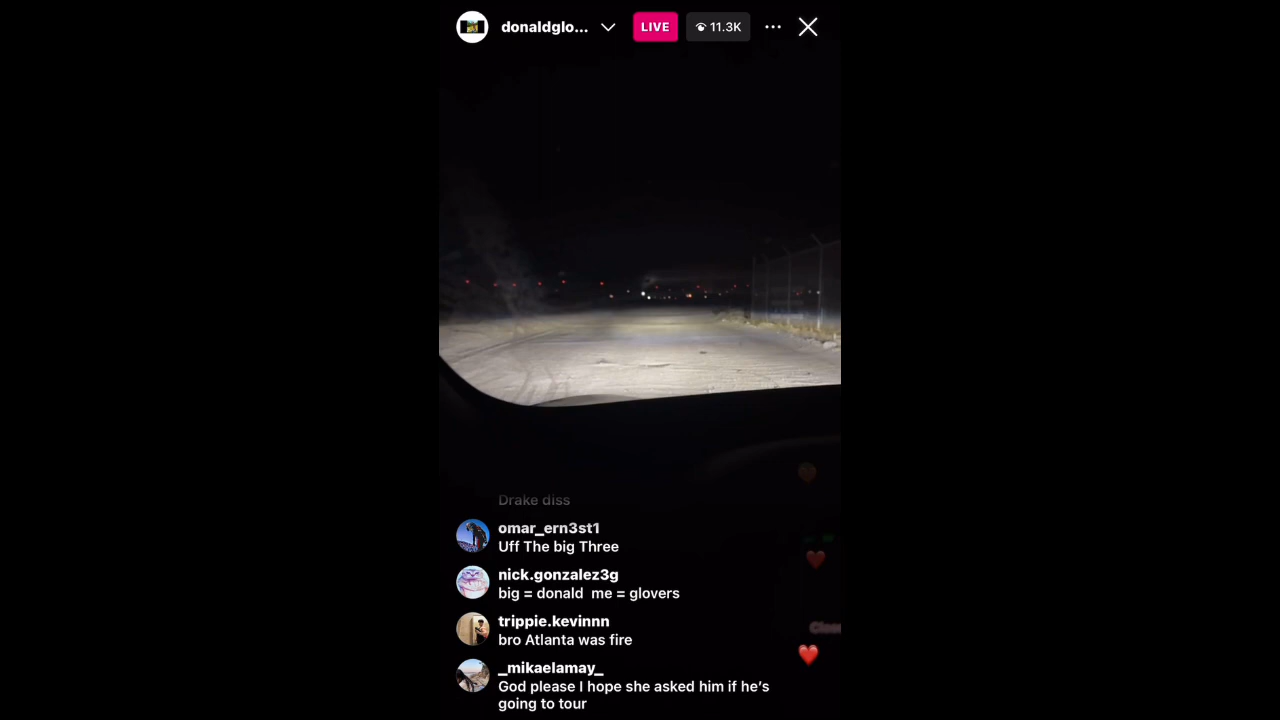 donaldglo...
LIVE
11.3K
Drake diss
omar_ern3st1
Uff The big Three
nick.gonzalez3g
big = donald me = glovers
trippie.kevinnn
bro Atlanta was fire
_mikaelamay_
God please I hope she asked him if he's
going to tour